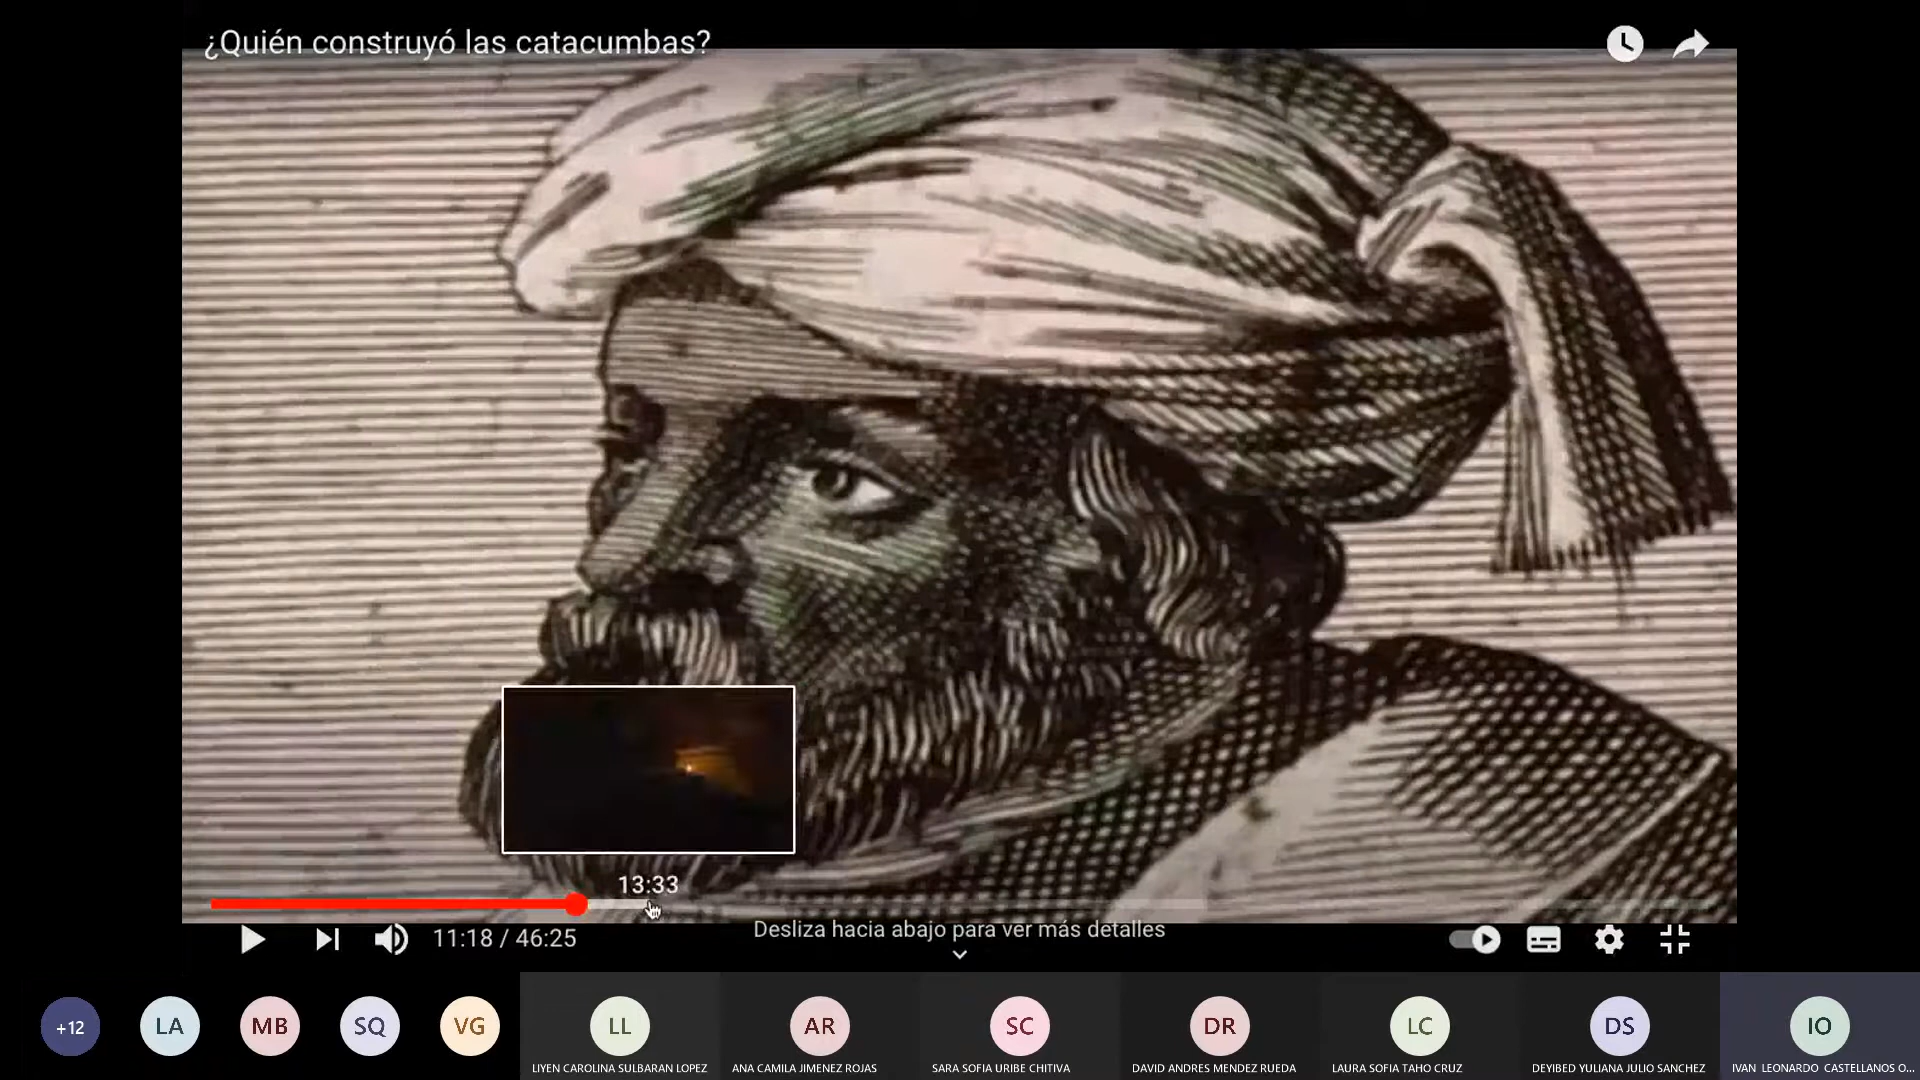 ¿Quién construyó las catacumbas?
13:33
11:18 / 46:25
Desliza hacia abajo para ver más detalles
+12
LA
MB
SQ
VG
LL
AR
SC
DR
LC
DS
IO
LIYEN CAROLINA SULBARAN LOPEZ
ANA CAMILA JIMENEZ ROJAS
SARA SOFIA URIBE CHITIVA
DAVID ANDRES MENDEZ RUEDA
LAURA SOFIA TAHO CRUZ
DEYIBED YULIANA JULIO SANCHEZ
IVAN LEONARDO CASTELLANOS O...